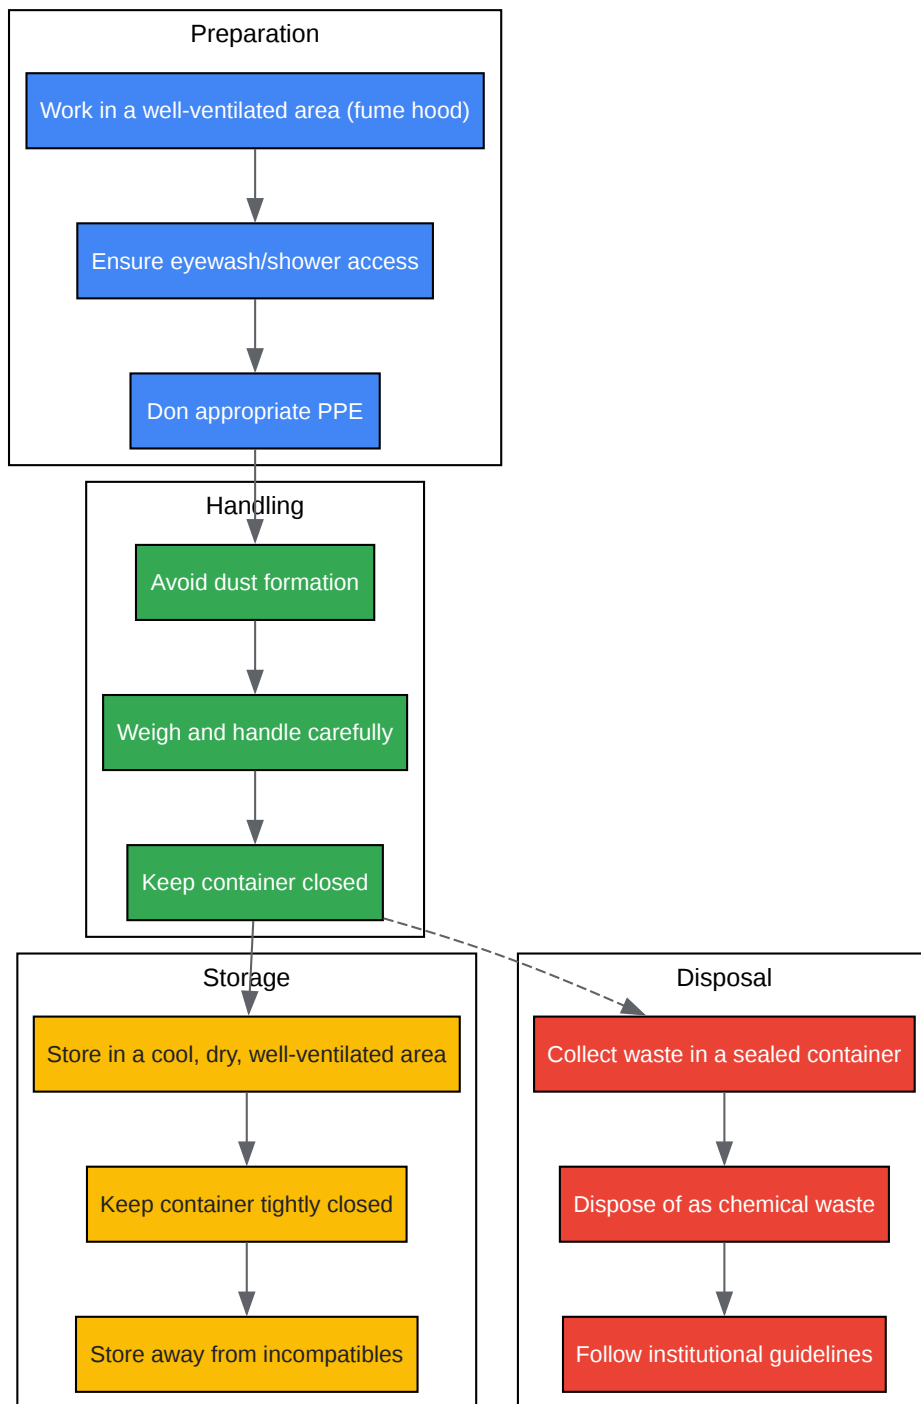 Preparation
Work in a well-ventilated area (fume hood)
Ensure eyewash/shower access
Don appropriate PPE
Handling
Avoid dust formation
Weigh and handle carefully
Keep container closed
Storage
Store in a cool, dry, well-ventilated area
Keep container tightly closed
Store away from incompatibles
Disposal
Collect waste in a sealed container
Dispose of as chemical waste
Follow institutional guidelines